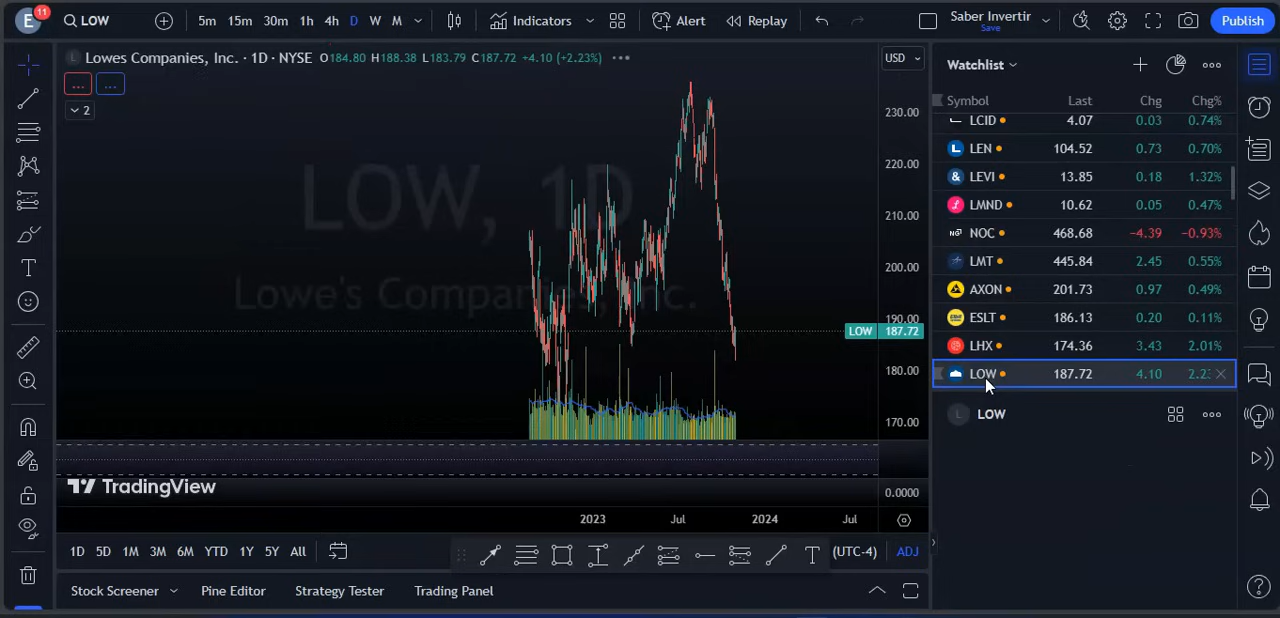 E 11 LOW 5m 15m 30m 1h 4h D W M Indicators Alert Replay Saber Invertir Save Publish
Lowes Companies, Inc. · 1D · NYSE O184.80 H188.38 L183.79 C187.72 +4.10 (+2.23%) ••• USD
... ...
2
LOW, 1D
Lowe's Companies, Inc.
230.00
220.00
210.00
200.00
190.00
LOW 187.72
180.00
170.00
0.0000
TradingView
2023 Jul 2024 Jul
1D 5D 1M 3M 6M YTD 1Y 5Y All T (UTC-4) ADJ
Stock Screener Pine Editor Strategy Tester Trading Panel
Watchlist
Symbol Last Chg Chg%
LCID 4.07 0.03 0.74%
LEN 104.52 0.73 0.70%
LEVI 13.85 0.18 1.32%
LMND 10.62 0.05 0.47%
NOC 468.68 −4.39 −0.93%
LMT 445.84 2.45 0.55%
AXON 201.73 0.97 0.49%
ESLT 186.13 0.20 0.11%
LHX 174.36 3.43 2.01%
LOW 187.72 4.10 2.23
L LOW